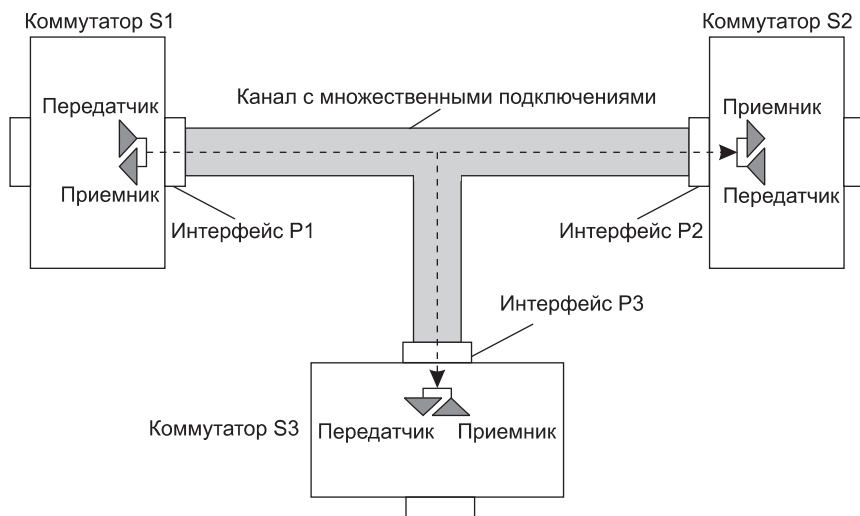 Коммутатор S1
Коммутатор S2
Канал с множественными подключениями
Передатчик
Приемник
Приемник
Передатчик
Интерфейс P1
Интерфейс P2
Интерфейс P3
Коммутатор S3
Передатчик
Приемник